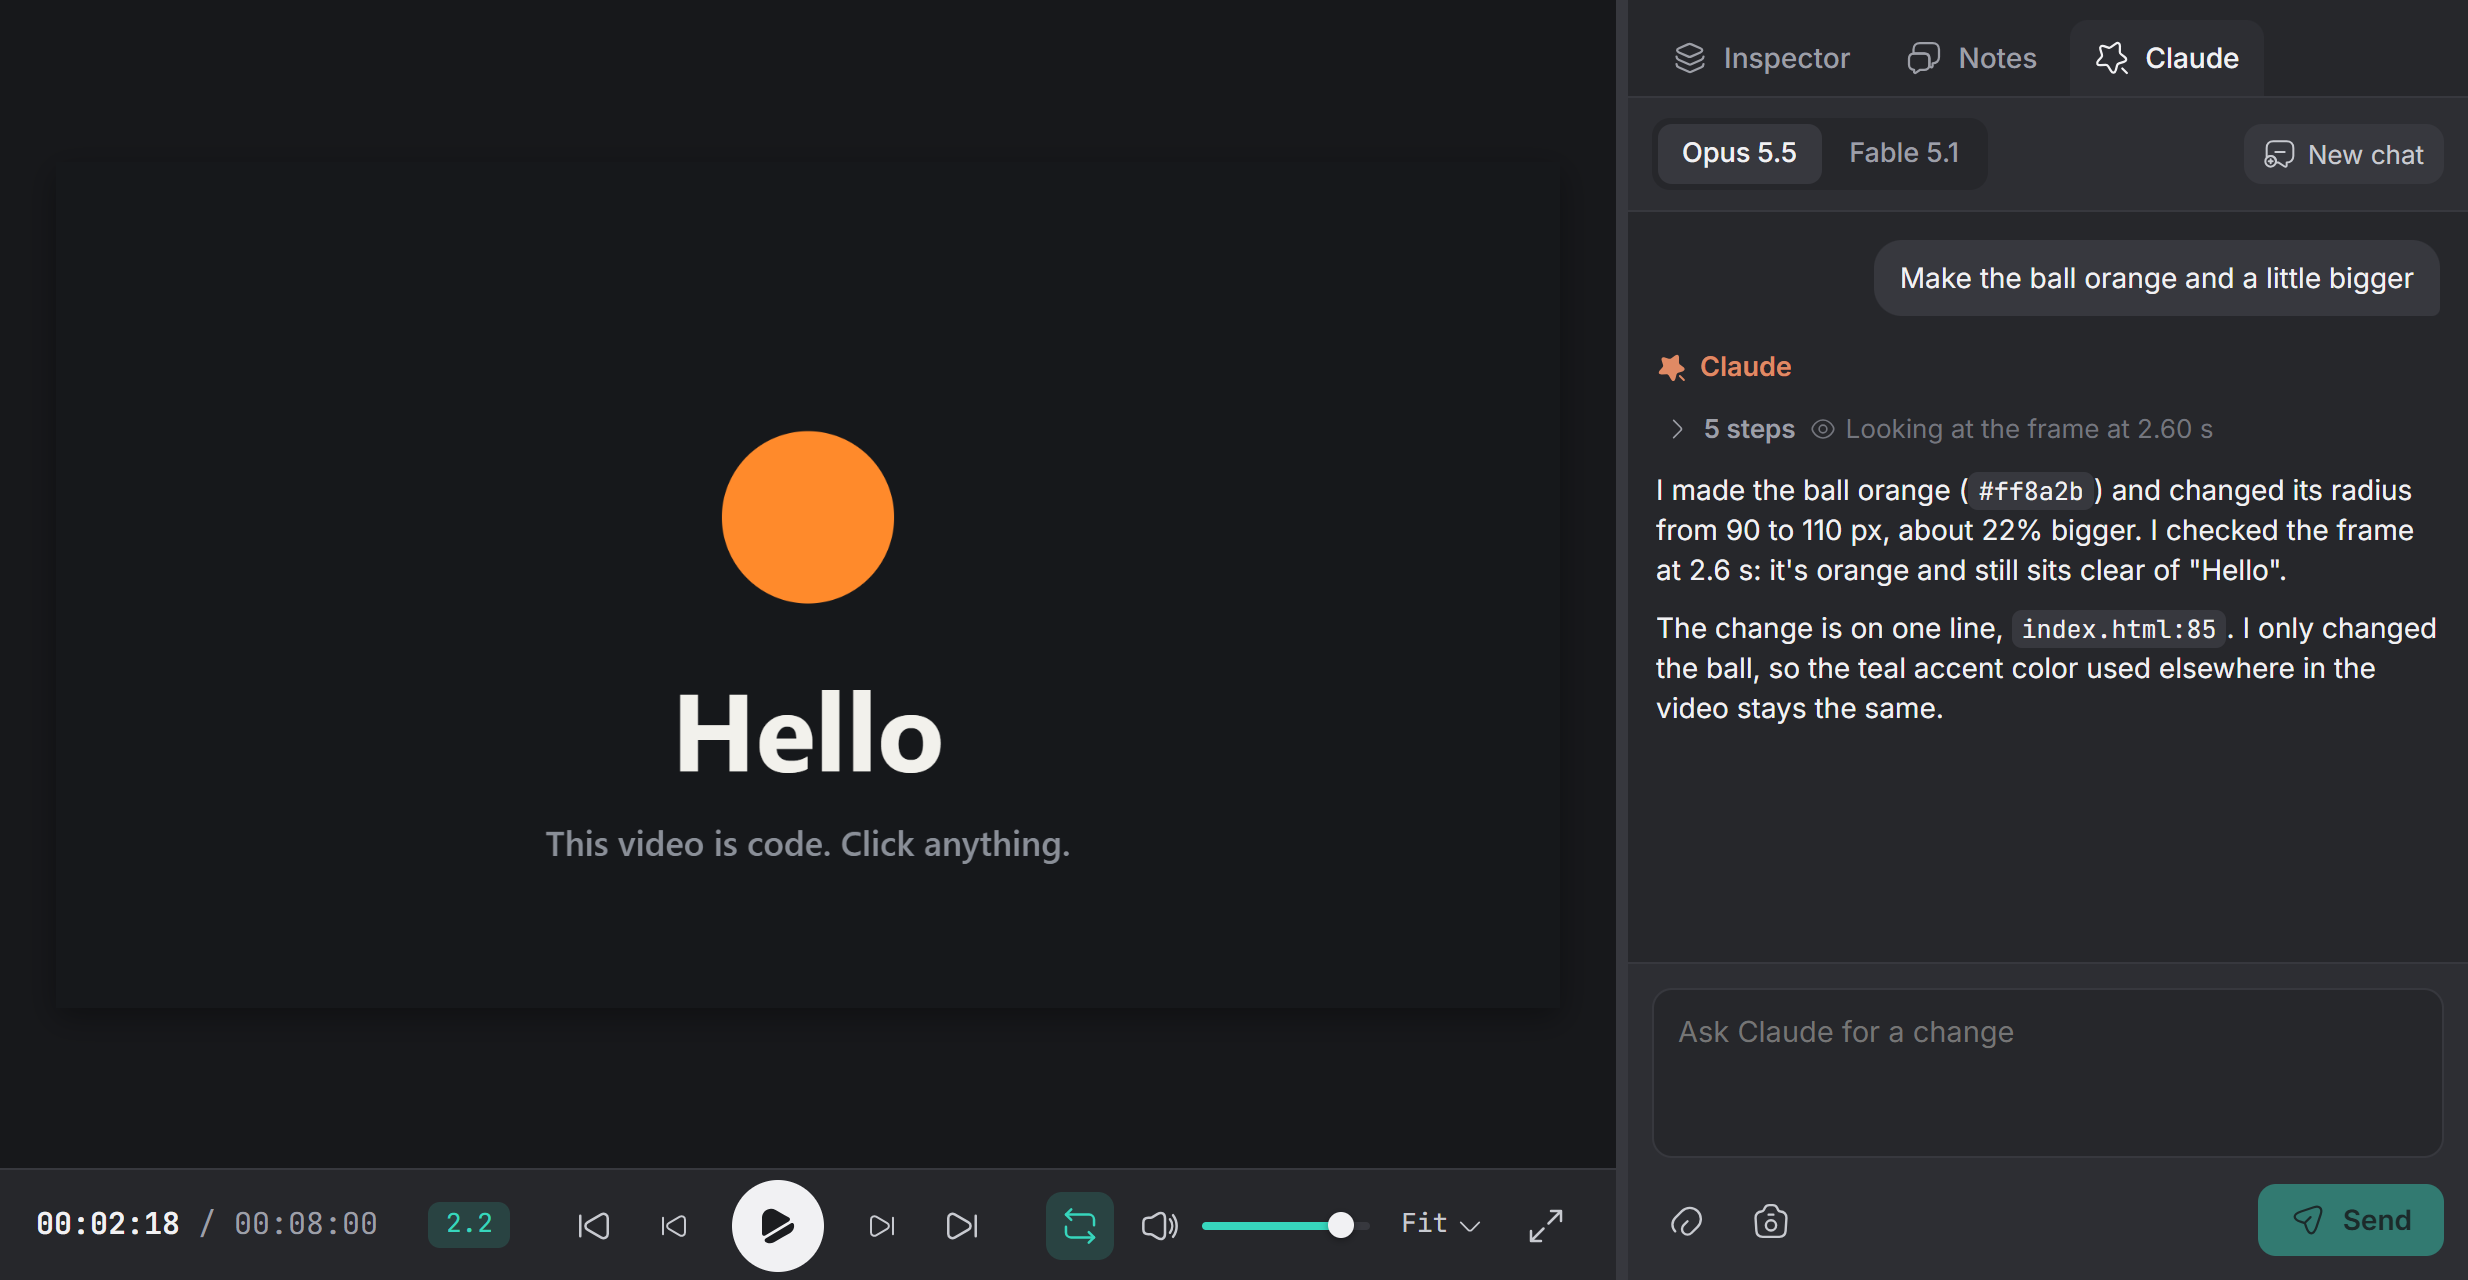 Inspector
Notes
Claude
Opus 5.5
Fable 5.1
New chat
Make the ball orange and a little bigger
Claude
5 steps Looking at the frame at 2.60 s
I made the ball orange (#ff8a2b) and changed its radius
from 90 to 110 px, about 22% bigger. I checked the frame
at 2.6 s: it's orange and still sits clear of "Hello".
The change is on one line, index.html:85. I only changed
the ball, so the teal accent color used elsewhere in the
video stays the same.
Hello
This video is code. Click anything.
Ask Claude for a change
00:02:18 / 00:08:00
2.2
Fit
Send